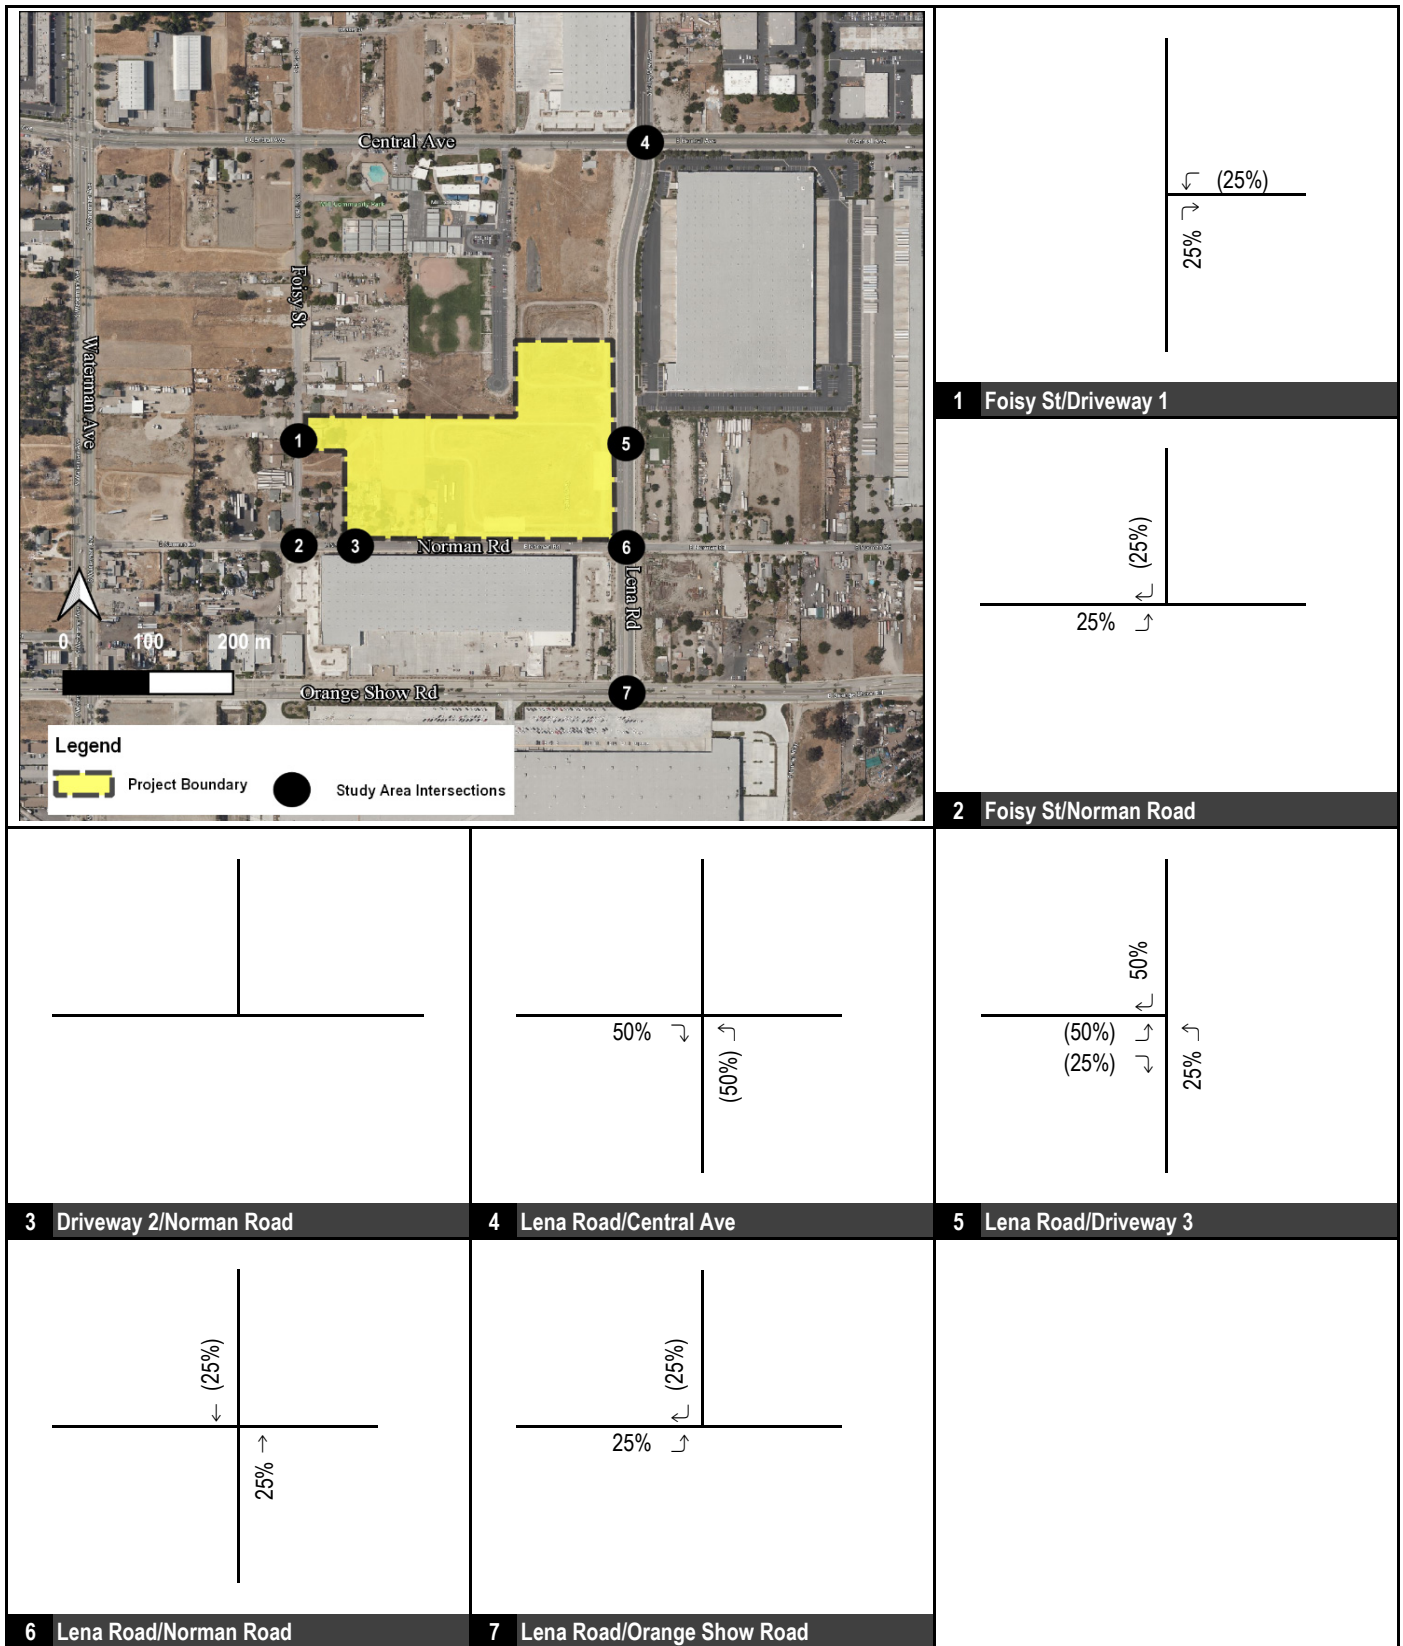 Central Ave
4
Foisy St
Waterman Ave
1
5
2
3
Norman Rd
6
Lena Rd
0 100 200 m
Orange Show Rd
7
Legend
Project Boundary
Study Area Intersections
(25%)
25%
1 Foisy St/Driveway 1
(25%)
25%
2 Foisy St/Norman Road
3 Driveway 2/Norman Road
50%
(50%)
4 Lena Road/Central Ave
50%
(50%)
(25%)
25%
5 Lena Road/Driveway 3
(25%)
25%
6 Lena Road/Norman Road
(25%)
25%
7 Lena Road/Orange Show Road